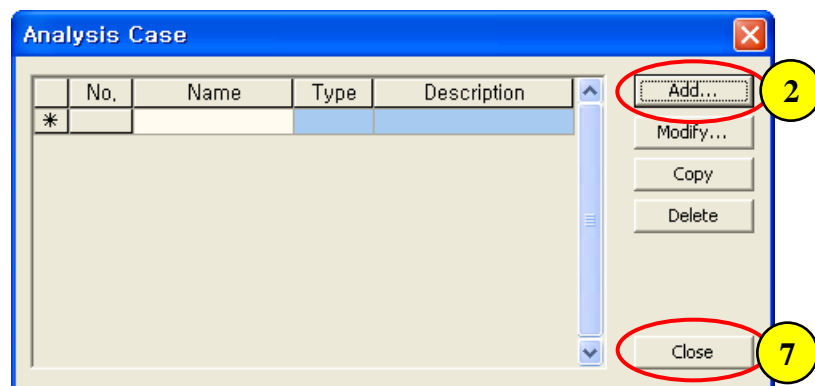 Analysis Case
No. Name Type Description
*
Add...
2
Modify...
Copy
Delete
Close
7